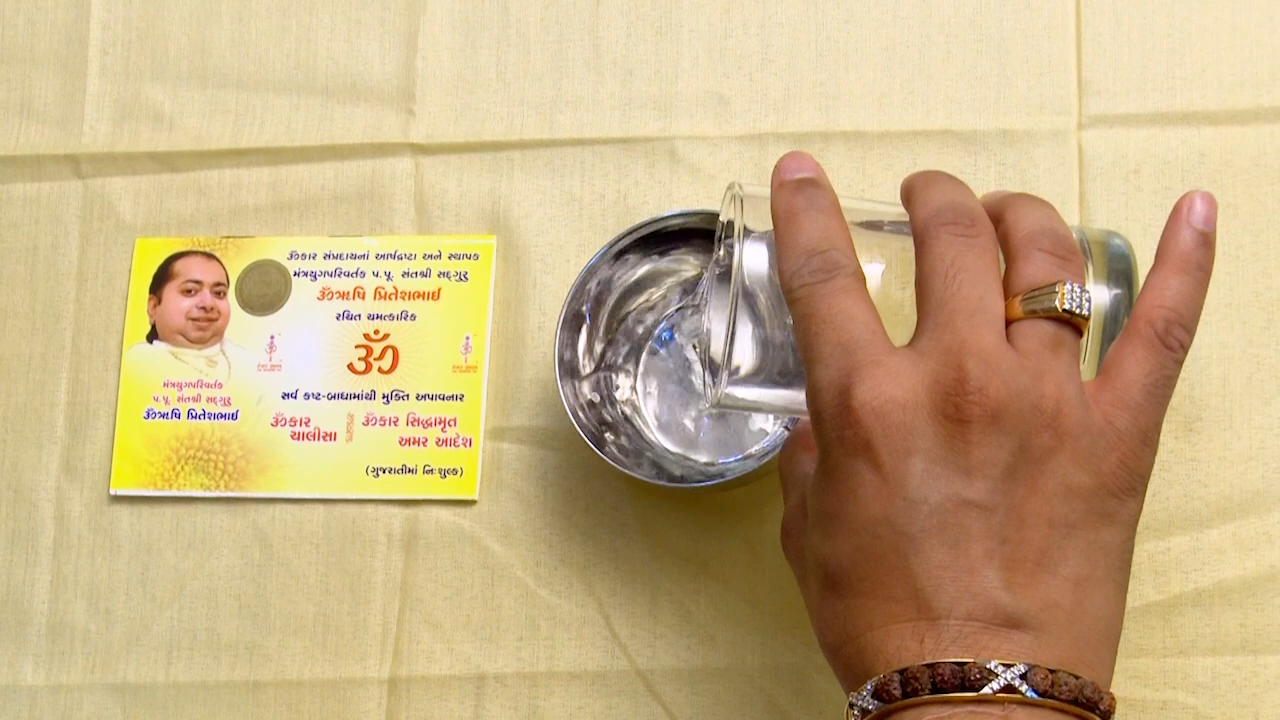 ૐકાર સંપ્રદાયનાં આર્ષદ્રષ્ટા અને સ્થાપક
મંત્રયુગપરિવર્તક પ.પૂ. સંતશ્રી સદ્‌ગુરુ
ૐઋષિ પ્રિતેશભાઈ
રચિત ચમત્કારિક
ૐ
સર્વ કષ્ટ-બાધામાંથી મુક્તિ અપાવનાર
ૐકાર ચાલીસા
ૐકાર સિદ્ધામૃત
અમર આદેશ
(ગુજરાતીમાં નિઃશુલ્ક)
મંત્રયુગપરિવર્તક
પ.પૂ. સંતશ્રી સદ્‌ગુરુ
ૐઋષિ પ્રિતેશભાઈ